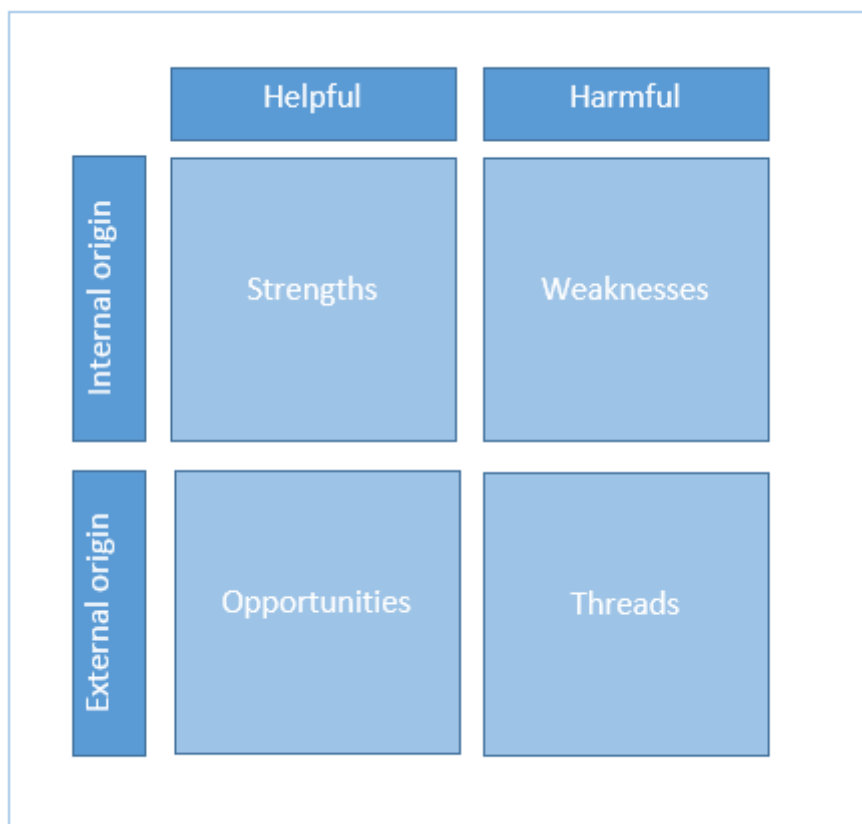 Helpful
Harmful
Internal origin
Strengths
Weaknesses
External origin
Opportunities
Threads